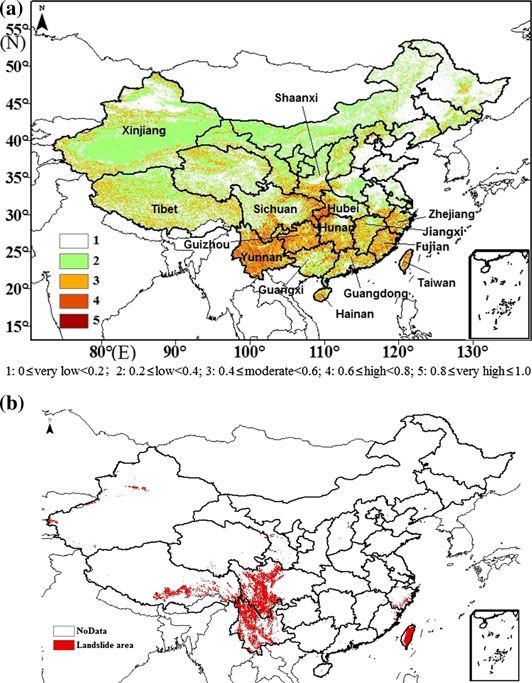 (a)
N
(N)
55°
50°
45°
40°
35°
30°
25°
20°
15°
Shaanxi
Xinjiang
Tibet
Sichuan
Hubei
Hunan
Zhejiang
Jiangxi
Fujian
Guizhou
Yunnan
Taiwan
Guangxi
Guangdong
Hainan
1
2
3
4
5
80° (E) 90° 100° 110° 120° 130°
1: 0≤very low<0.2; 2: 0.2≤low<0.4; 3: 0.4≤moderate<0.6; 4: 0.6≤high<0.8; 5: 0.8≤very high≤1.0
(b)
NoData
Landslide area